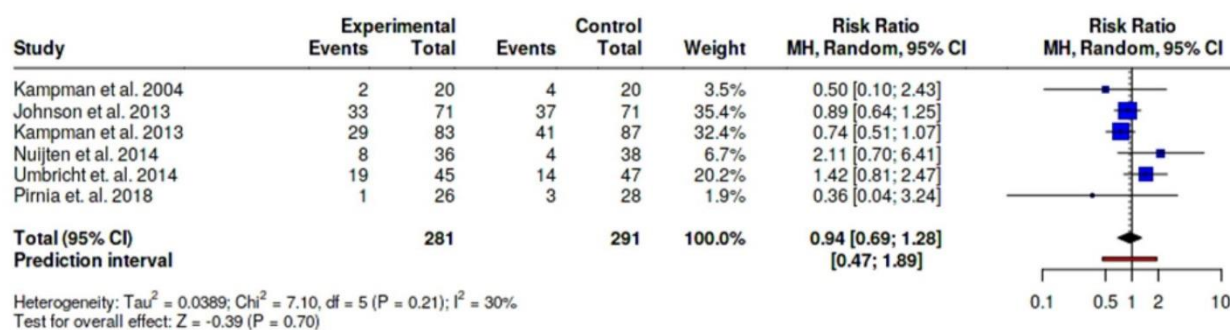 Experimental Control Risk Ratio Risk Ratio
Study Events Total Events Total Weight MH, Random, 95% CI MH, Random, 95% CI
Kampman et al. 2004 2 20 4 20 3.5% 0.50 [0.10; 2.43]
Johnson et al. 2013 33 71 37 71 35.4% 0.89 [0.64; 1.25]
Kampman et al. 2013 29 83 41 87 32.4% 0.74 [0.51; 1.07]
Nuijten et al. 2014 8 36 4 38 6.7% 2.11 [0.70; 6.41]
Umbricht et. al. 2014 19 45 14 47 20.2% 1.42 [0.81; 2.47]
Pirnia et. al. 2018 1 26 3 28 1.9% 0.36 [0.04; 3.24]
Total (95% CI) 281 291 100.0% 0.94 [0.69; 1.28]
Prediction interval [0.47; 1.89]
Heterogeneity: Tau² = 0.0389; Chi² = 7.10, df = 5 (P = 0.21); I² = 30%
Test for overall effect: Z = -0.39 (P = 0.70)
0.1 0.5 1 2 10